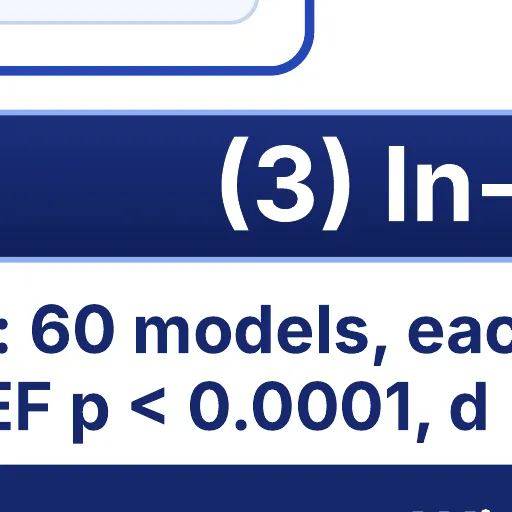 (3) In-
: 60 models, eac
EF p < 0.0001, d